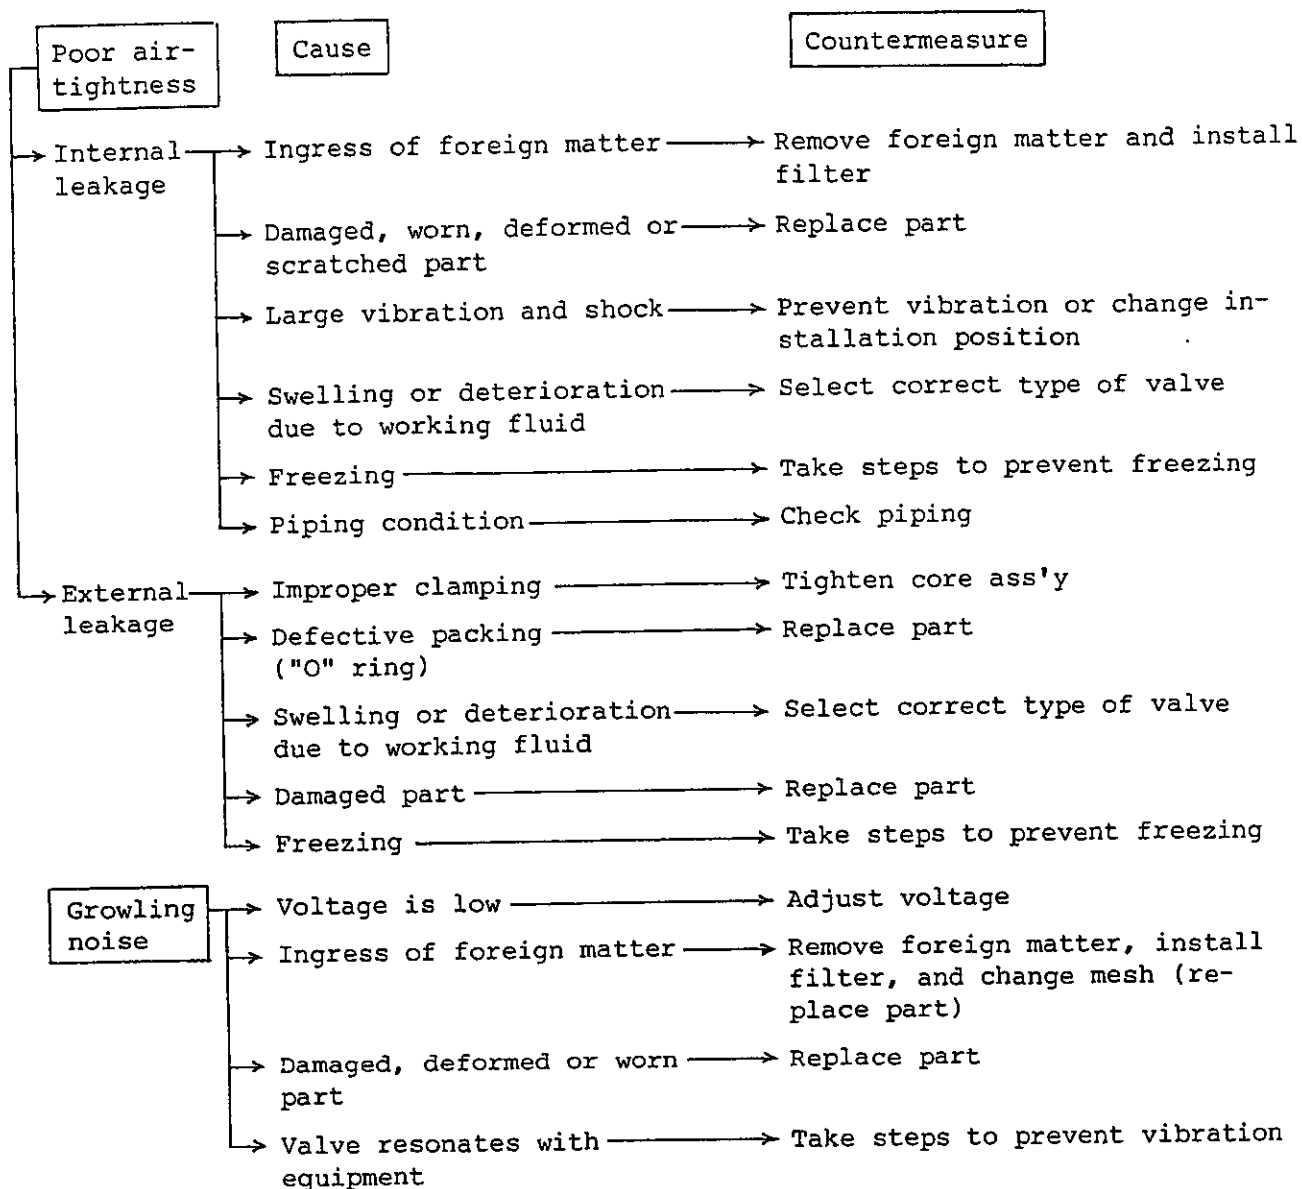 Poor air-
tightness
Cause
Countermeasure
Internal
leakage
Ingress of foreign matter
Remove foreign matter and install
filter
Damaged, worn, deformed or
scratched part
Replace part
Large vibration and shock
Prevent vibration or change in-
stallation position
Swelling or deterioration
due to working fluid
Select correct type of valve
Freezing
Take steps to prevent freezing
Piping condition
Check piping
External
leakage
Improper clamping
Tighten core ass'y
Defective packing
("O" ring)
Replace part
Swelling or deterioration
due to working fluid
Select correct type of valve
Damaged part
Replace part
Freezing
Take steps to prevent freezing
Growling
noise
Voltage is low
Adjust voltage
Ingress of foreign matter
Remove foreign matter, install
filter, and change mesh (re-
place part)
Damaged, deformed or worn
part
Replace part
Valve resonates with
equipment
Take steps to prevent vibration